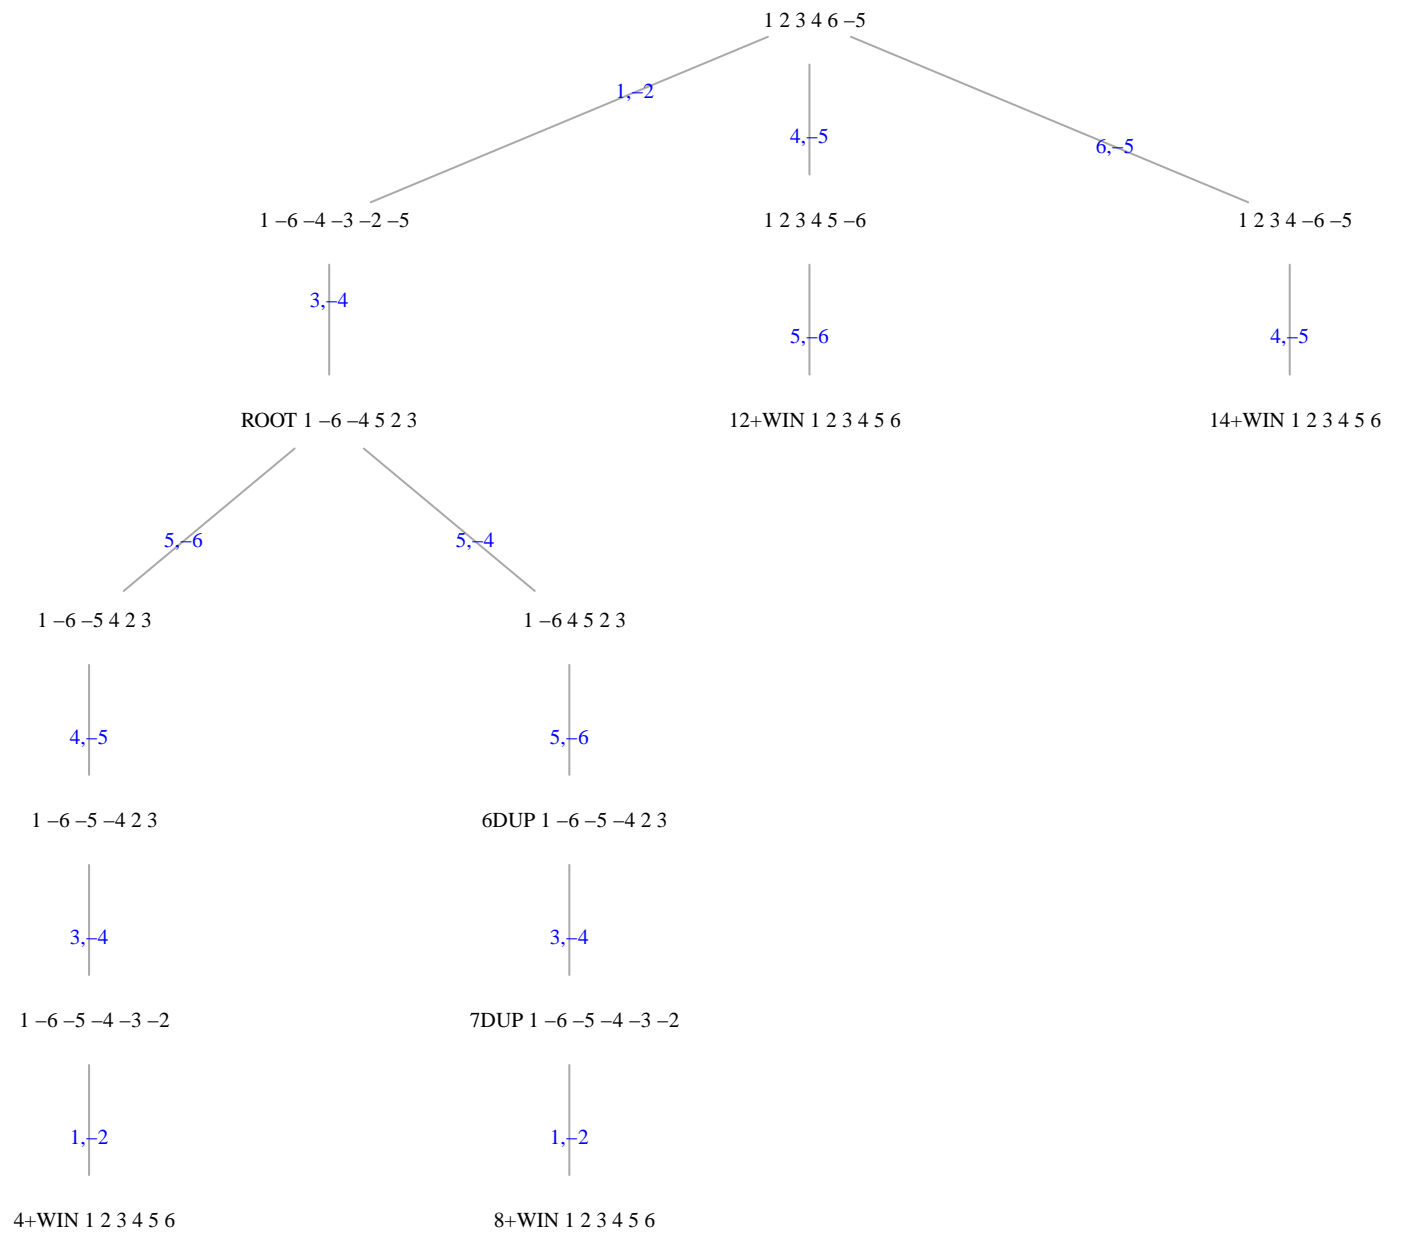 1 2 3 4 6 –5
1,–2
4,–5
6,–5
1 –6 –4 –3 –2 –5
1 2 3 4 5 –6
1 2 3 4 –6 –5
3,–4
5,–6
4,–5
ROOT 1 –6 –4 5 2 3
12+WIN 1 2 3 4 5 6
14+WIN 1 2 3 4 5 6
5,–6
5,–4
1 –6 –5 4 2 3
1 –6 4 5 2 3
4,–5
5,–6
1 –6 –5 –4 2 3
6DUP 1 –6 –5 –4 2 3
3,–4
3,–4
1 –6 –5 –4 –3 –2
7DUP 1 –6 –5 –4 –3 –2
1,–2
1,–2
4+WIN 1 2 3 4 5 6
8+WIN 1 2 3 4 5 6